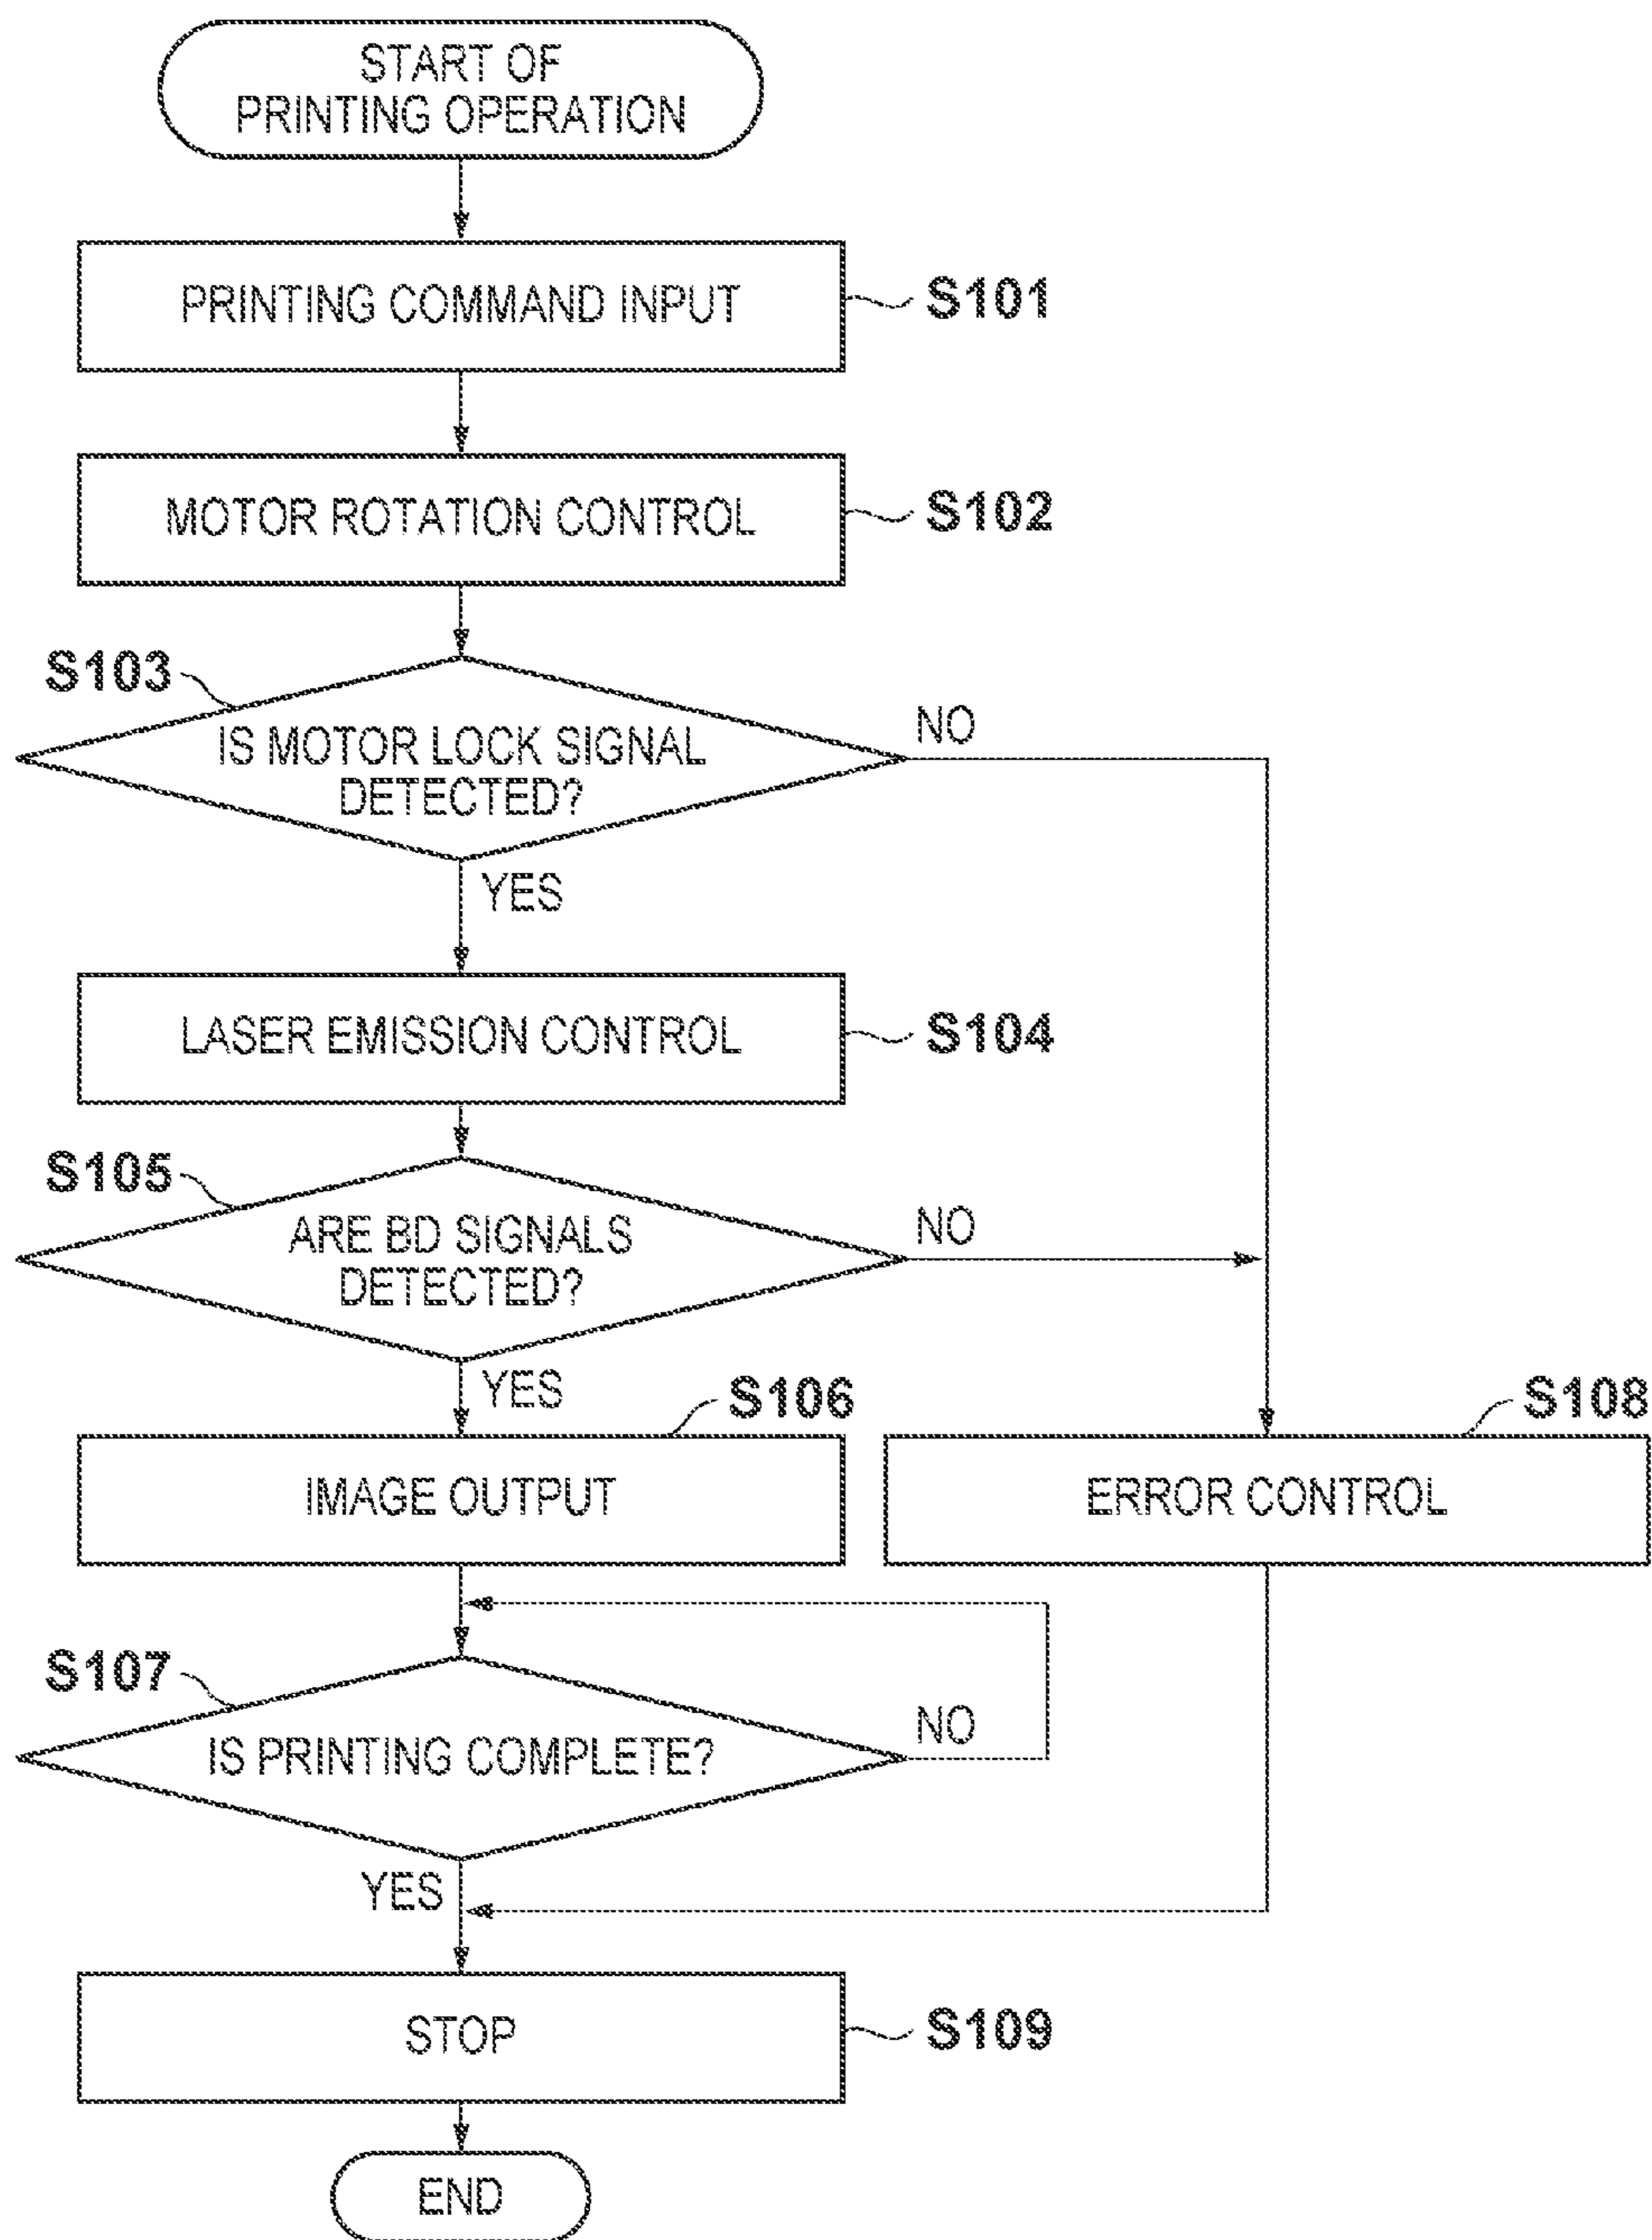 START OF
PRINTING OPERATION
PRINTING COMMAND INPUT
S101
MOTOR ROTATION CONTROL
S102
S103
IS MOTOR LOCK SIGNAL
DETECTED?
NO
YES
LASER EMISSION CONTROL
S104
S105
ARE BD SIGNALS
DETECTED?
NO
YES
S106
S108
IMAGE OUTPUT
ERROR CONTROL
S107
IS PRINTING COMPLETE?
NO
YES
STOP
S109
END